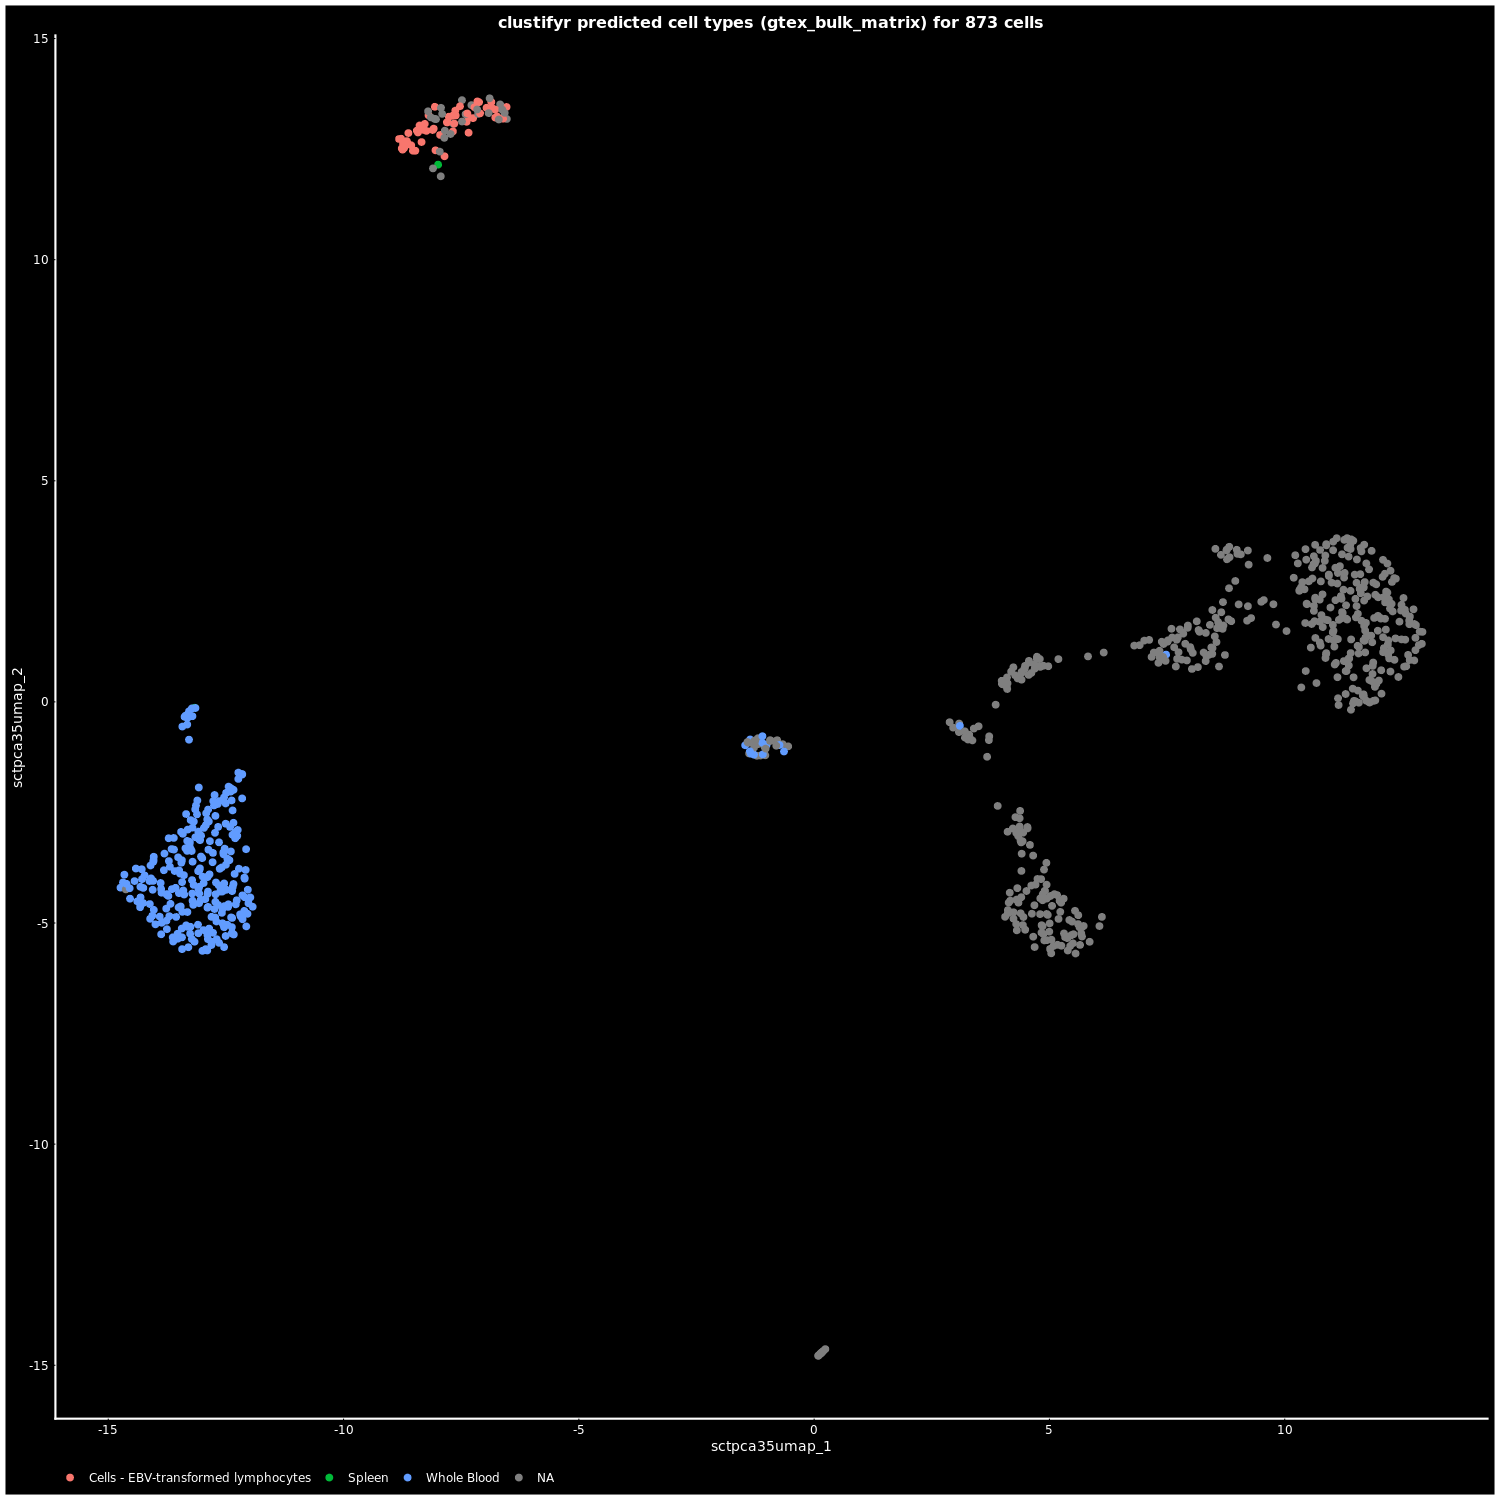 clustifyr predicted cell types (gtex_bulk_matrix) for 873 cells
15
10
5
0
-5
-10
-15
sctpca35umap_2
-15 -10 -5 0 5 10
sctpca35umap_1
Cells - EBV-transformed lymphocytes Spleen Whole Blood NA